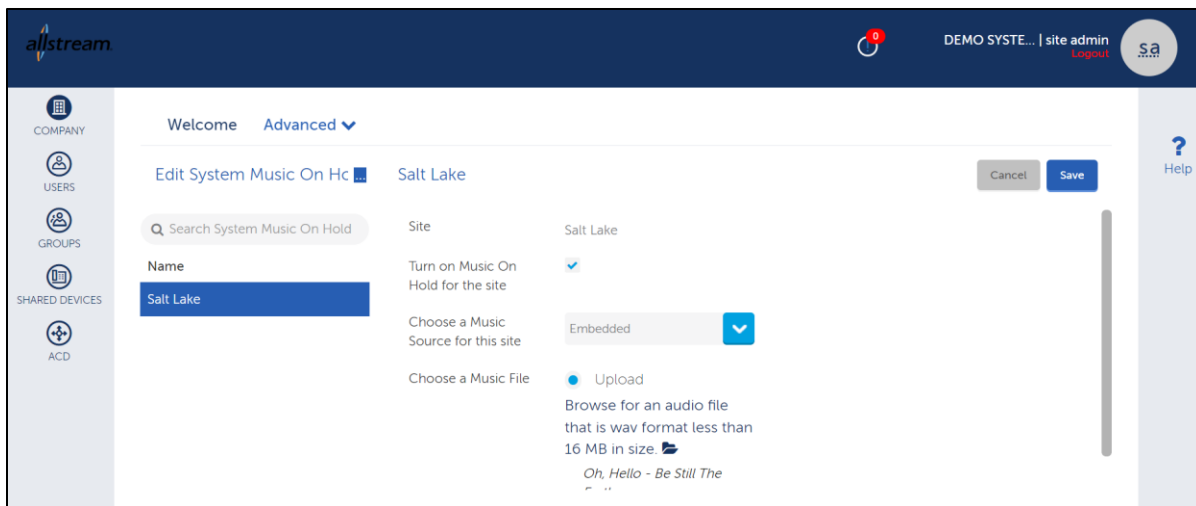 allstream.
0
DEMO SYSTE... | site admin
Logout
sa
COMPANY
USERS
GROUPS
SHARED DEVICES
ACD
Welcome
Advanced
Edit System Music On Hc ...
Search System Music On Hold
Name
Salt Lake
Salt Lake
Cancel
Save
Site
Salt Lake
Turn on Music On
Hold for the site
Choose a Music
Source for this site
Embedded
Choose a Music File
Upload
Browse for an audio file
that is wav format less than
16 MB in size.
Oh, Hello - Be Still The
?
Help